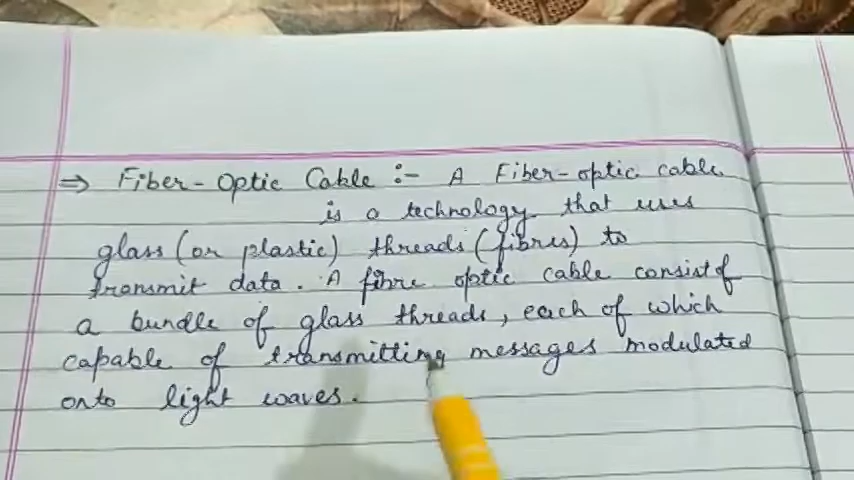 ⇒ Fiber-Optic Cable :- A Fiber-optic cable
is a technology that uses
glass (or plastic) threads (fibres) to
transmit data. A fibre optic cable consist of
a bundle of glass threads, each of which
capable of transmitting messages modulated
onto light waves.